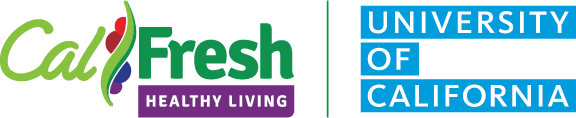 CalFresh
HEALTHY LIVING
UNIVERSITY
OF
CALIFORNIA